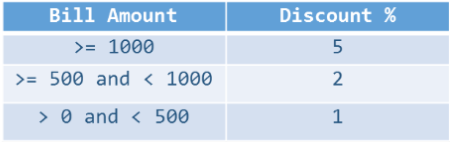 Bill Amount Discount %
>= 1000 5
>= 500 and < 1000 2
> 0 and < 500 1